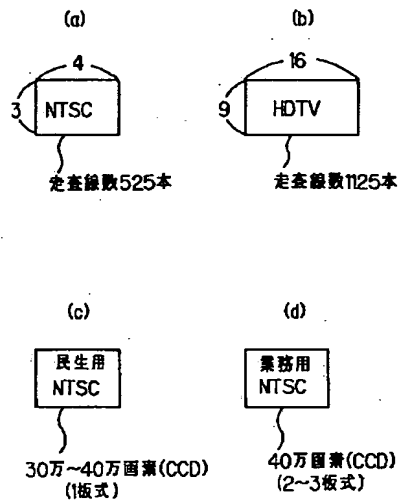 (a)
4
3
NTSC
走査線数525本
(b)
16
9
HDTV
走査線数1125本
(c)
民生用
NTSC
30万~40万画素(CCD)
(1板式)
(d)
業務用
NTSC
40万画素(CCD)
(2~3板式)